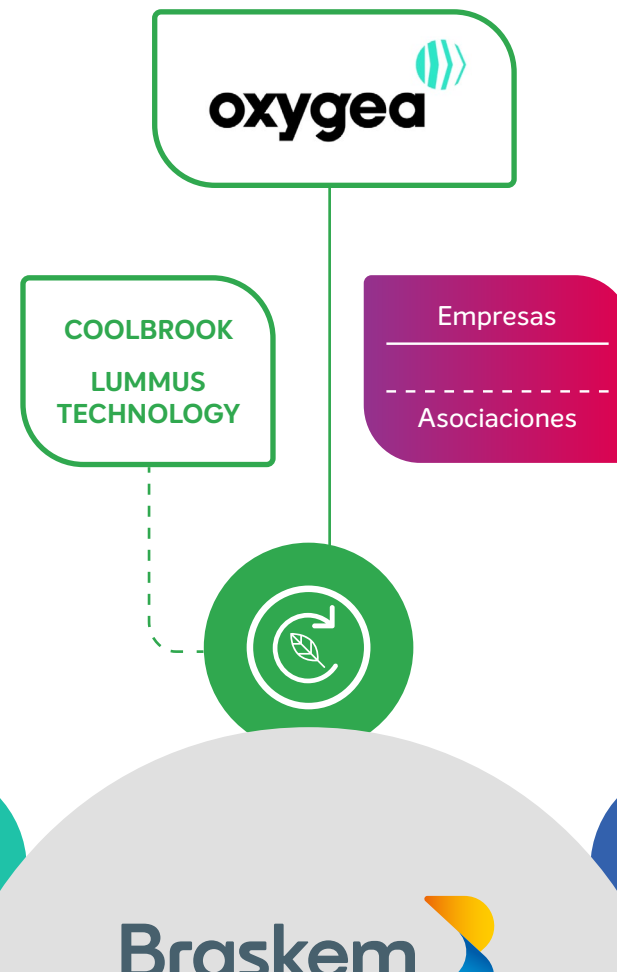 oxygea
COOLBROOK
LUMMUS
TECHNOLOGY
Empresas
Asociaciones
Braskem